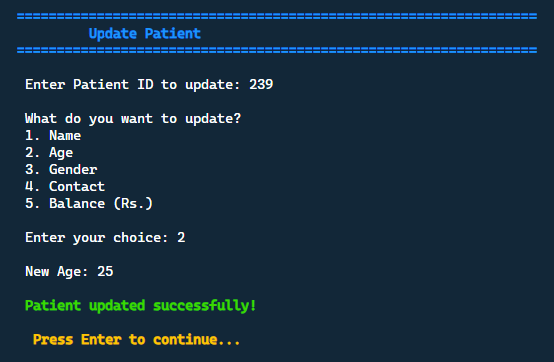 =================================================================
Update Patient
=================================================================
Enter Patient ID to update: 239
What do you want to update?
1. Name
2. Age
3. Gender
4. Contact
5. Balance (Rs.)
Enter your choice: 2
New Age: 25
Patient updated successfully!
Press Enter to continue...